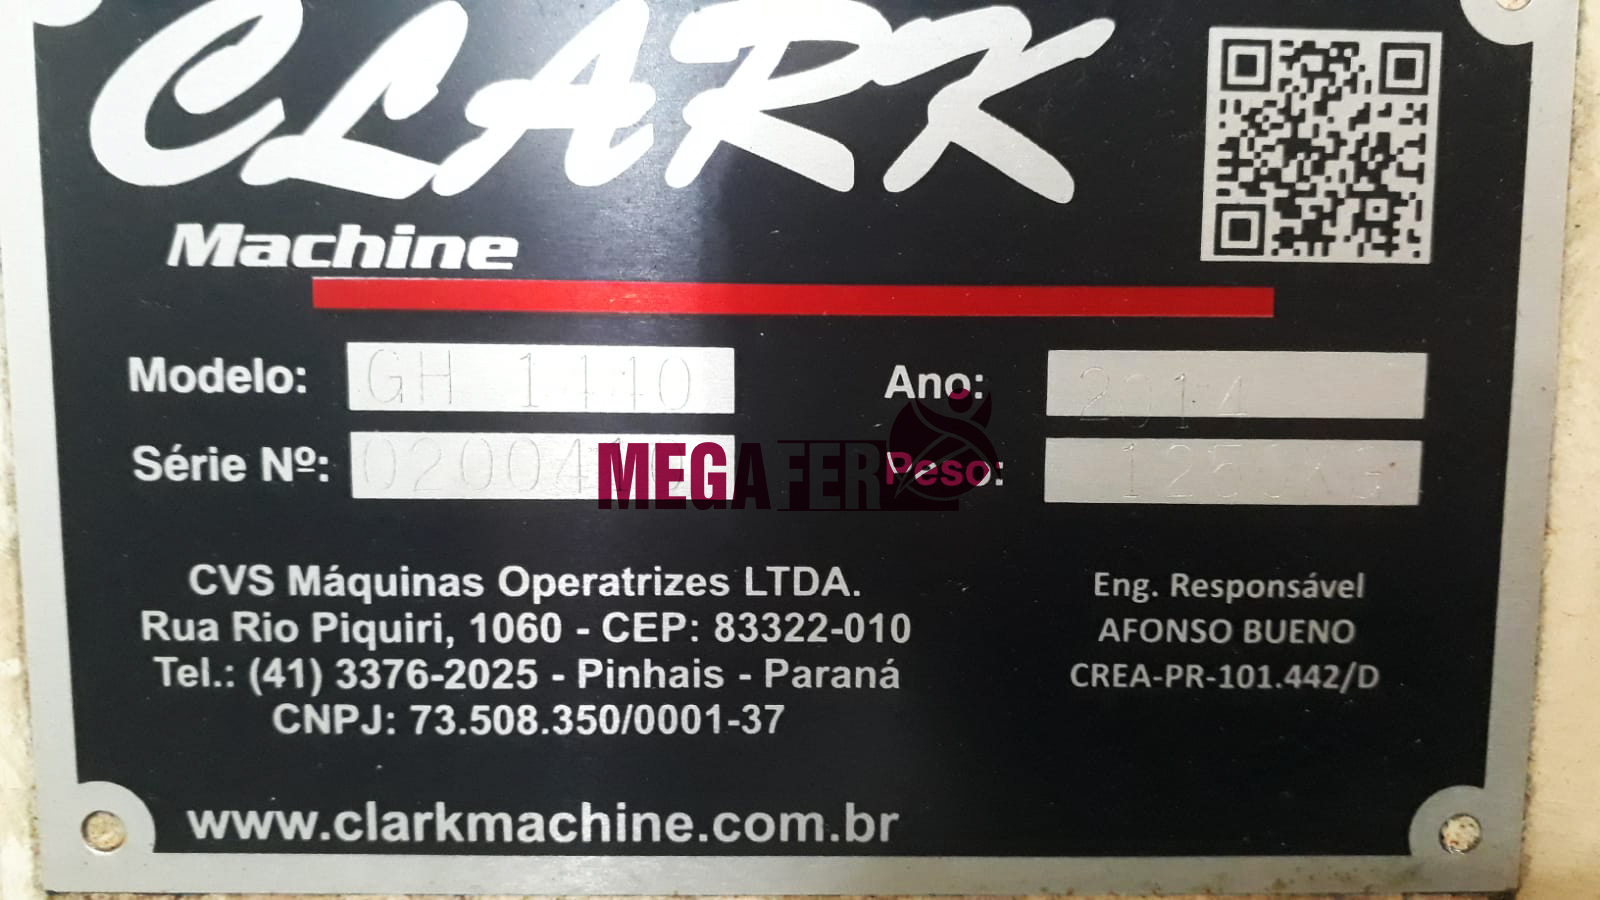 CLARK
Machine
Modelo: GH 1440 Ano: 2014
Série Nº: Peso:
MEGAFER
CVS Máquinas Operatrizes LTDA.
Rua Rio Piquiri, 1060 - CEP: 83322-010
Tel.: (41) 3376-2025 - Pinhais - Paraná
CNPJ: 73.508.350/0001-37
Eng. Responsável
AFONSO BUENO
CREA-PR-101.442/D
www.clarkmachine.com.br